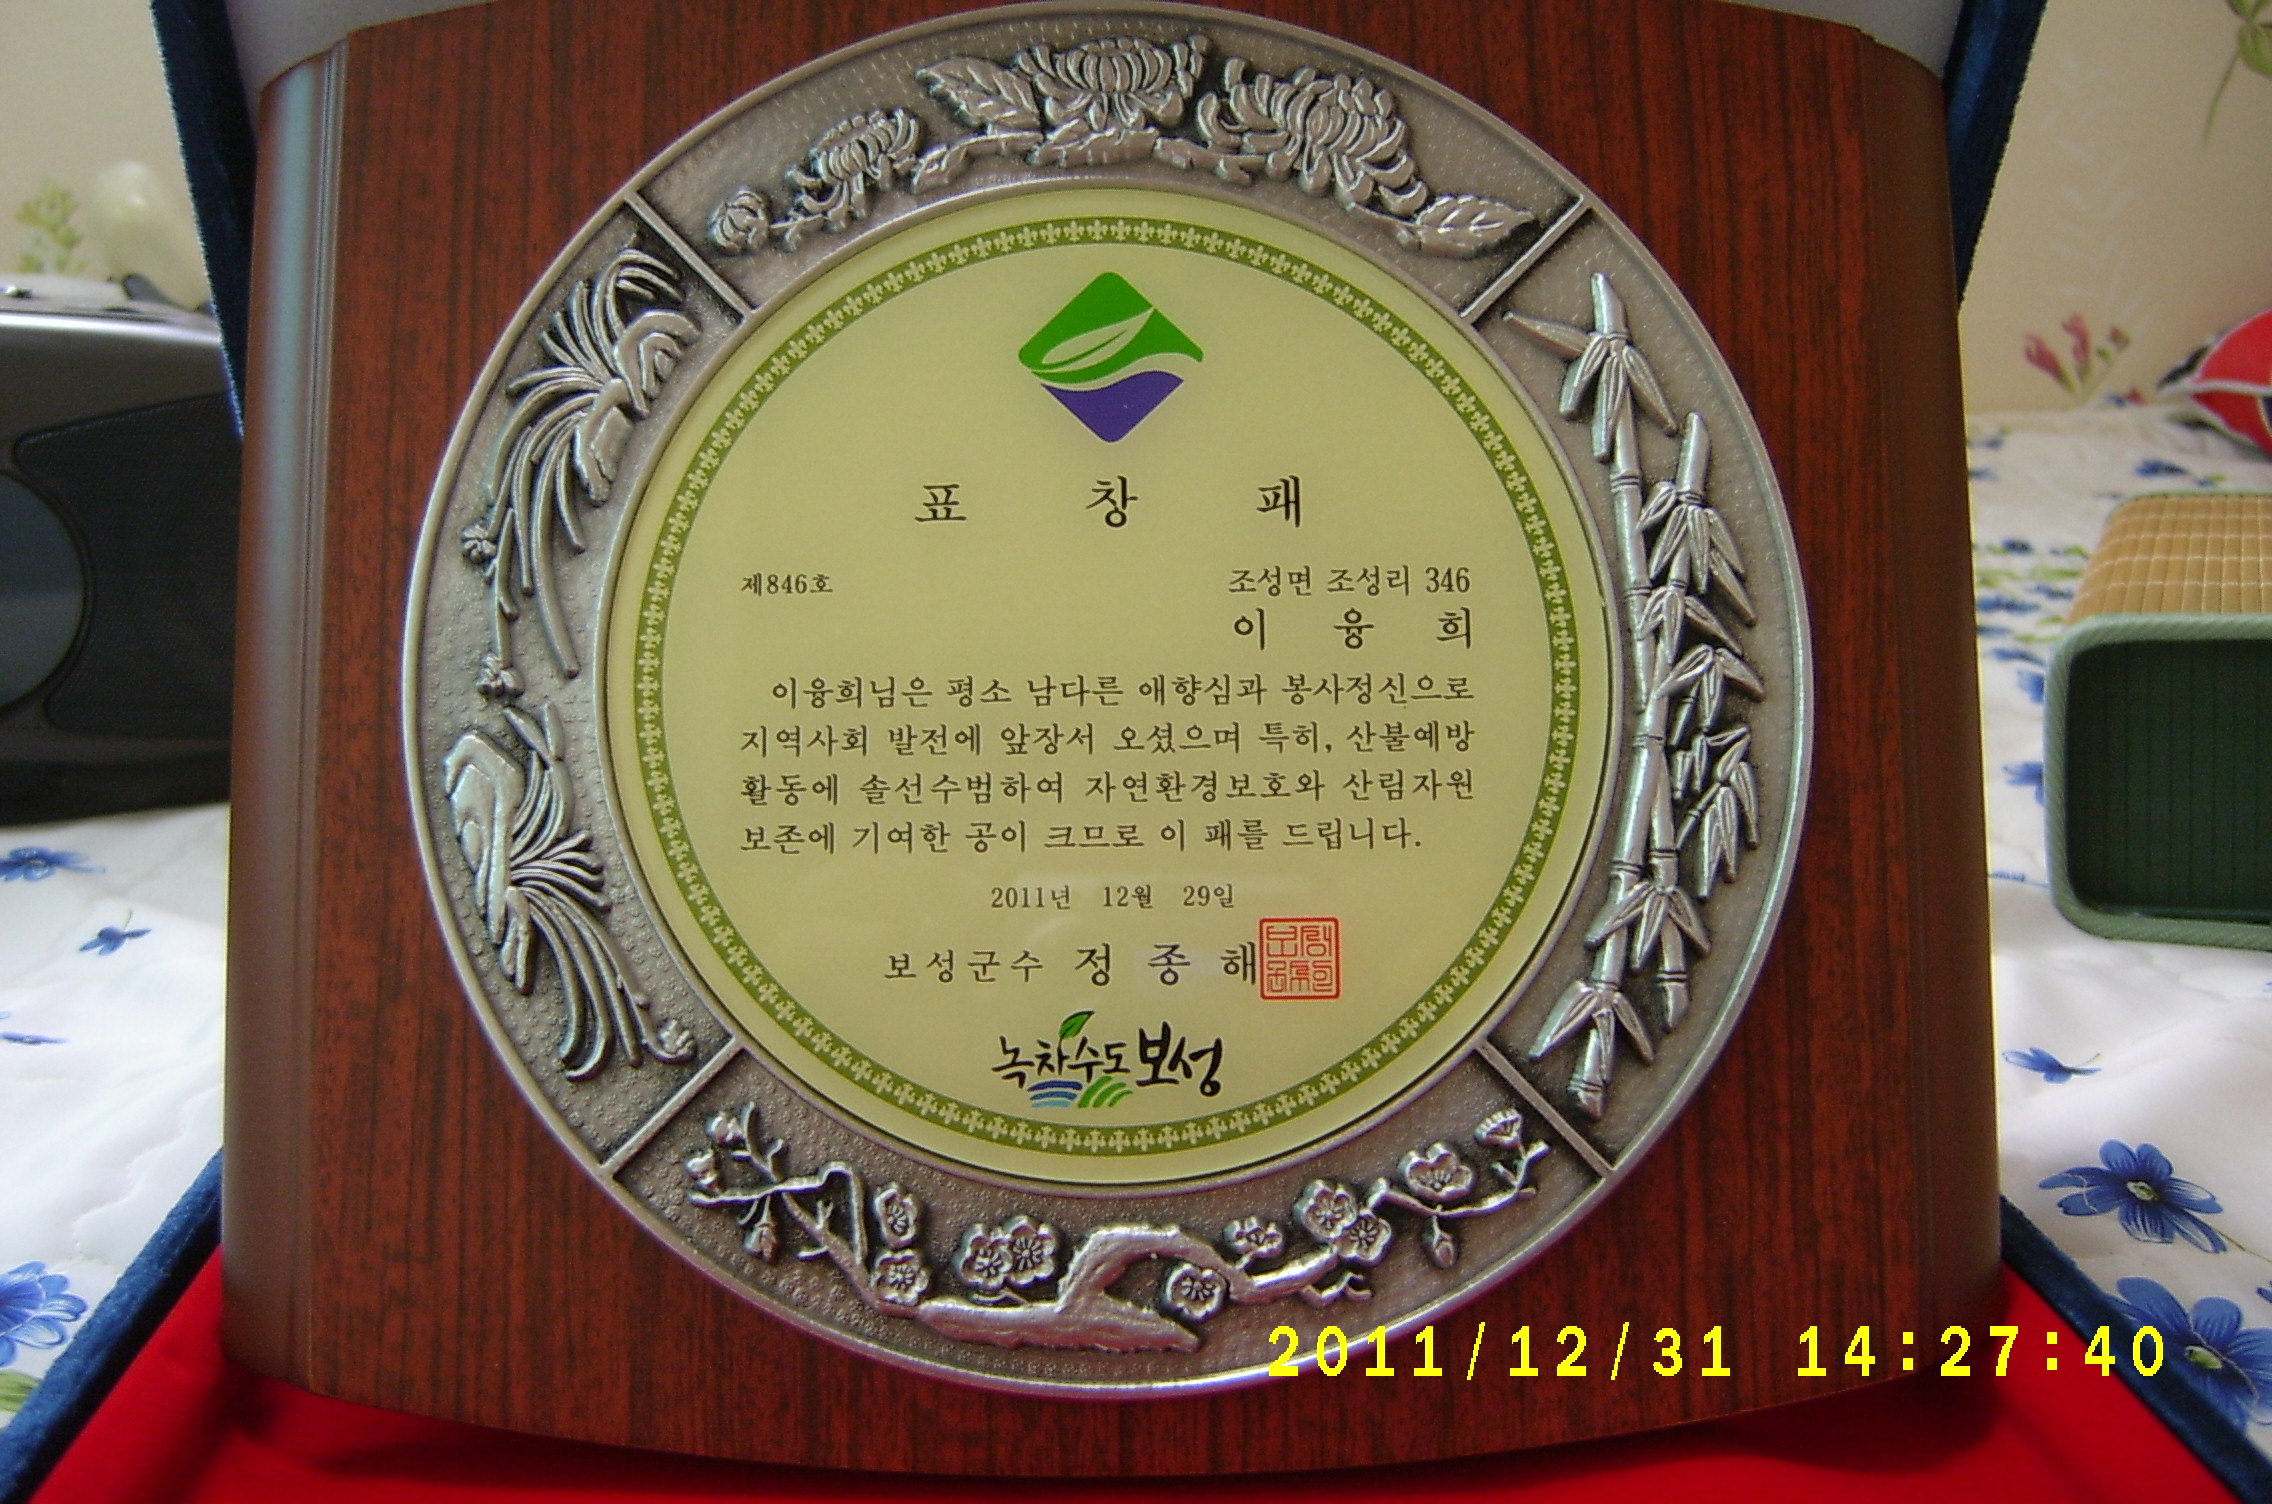 표 창 패
제846호
조성면 조성리 346
이 융 희
이융희님은 평소 남다른 애향심과 봉사정신으로
지역사회 발전에 앞장서 오셨으며 특히, 산불예방
활동에 솔선수범하여 자연환경보호와 산림자원
보존에 기여한 공이 크므로 이 패를 드립니다.
2011년 12월 29일
보성군수 정 종 해
녹차수도 보성
2011/12/31 14:27:40